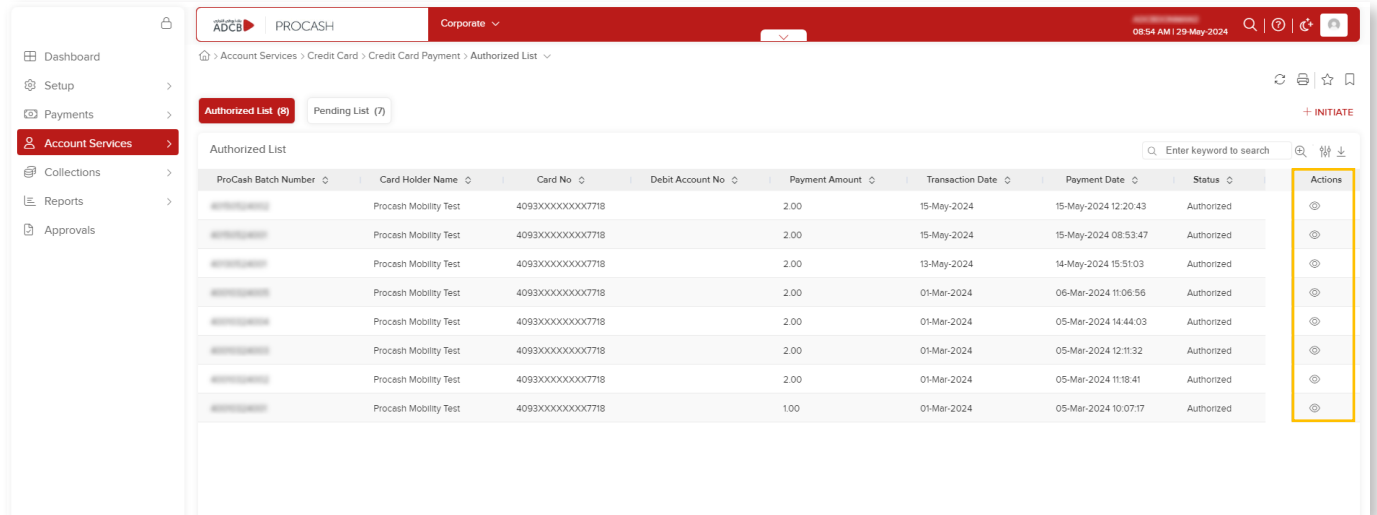 ADCB PROCASH Corporate
08:54 AM | 29-May-2024
> Account Services > Credit Card > Credit Card Payment > Authorized List
Dashboard
Setup
Payments
Account Services
Collections
Reports
Approvals
Authorized List (8) Pending List (7)
+ INITIATE
Authorized List Enter keyword to search
ProCash Batch Number Card Holder Name Card No Debit Account No Payment Amount Transaction Date Payment Date Status Actions
Procash Mobility Test 4093XXXXXXXX7718 2.00 15-May-2024 15-May-2024 12:20:43 Authorized
Procash Mobility Test 4093XXXXXXXX7718 2.00 15-May-2024 15-May-2024 08:53:47 Authorized
Procash Mobility Test 4093XXXXXXXX7718 2.00 13-May-2024 14-May-2024 15:51:03 Authorized
Procash Mobility Test 4093XXXXXXXX7718 2.00 01-Mar-2024 06-Mar-2024 11:06:56 Authorized
Procash Mobility Test 4093XXXXXXXX7718 2.00 01-Mar-2024 05-Mar-2024 14:44:03 Authorized
Procash Mobility Test 4093XXXXXXXX7718 2.00 01-Mar-2024 05-Mar-2024 12:11:32 Authorized
Procash Mobility Test 4093XXXXXXXX7718 2.00 01-Mar-2024 05-Mar-2024 11:18:41 Authorized
Procash Mobility Test 4093XXXXXXXX7718 1.00 01-Mar-2024 05-Mar-2024 10:07:17 Authorized